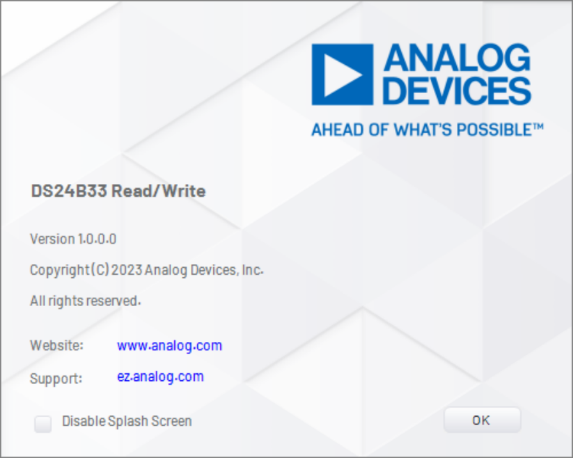 ANALOG
DEVICES
AHEAD OF WHAT'S POSSIBLE™
DS24B33 Read/Write
Version 1.0.0.0
Copyright (C) 2023 Analog Devices, Inc.
All rights reserved.
Website: www.analog.com
Support: ez.analog.com
Disable Splash Screen OK